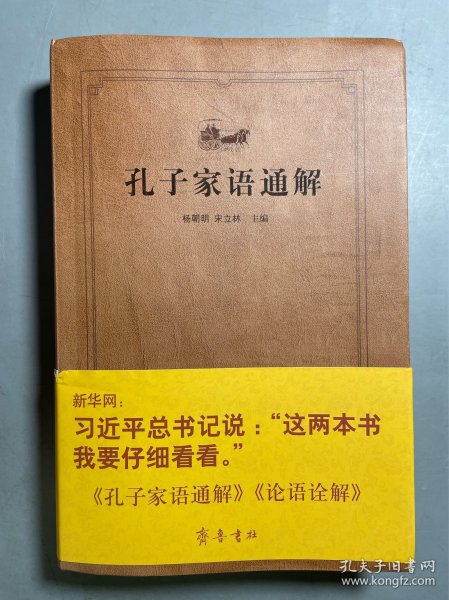 孔子家语通解
杨朝明 宋立林 主编
新华网：
习近平总书记说：“这两本书
我要仔细看看。”
《孔子家语通解》《论语诠解》
齊鲁書社
孔夫子旧书网
www.kongfz.com